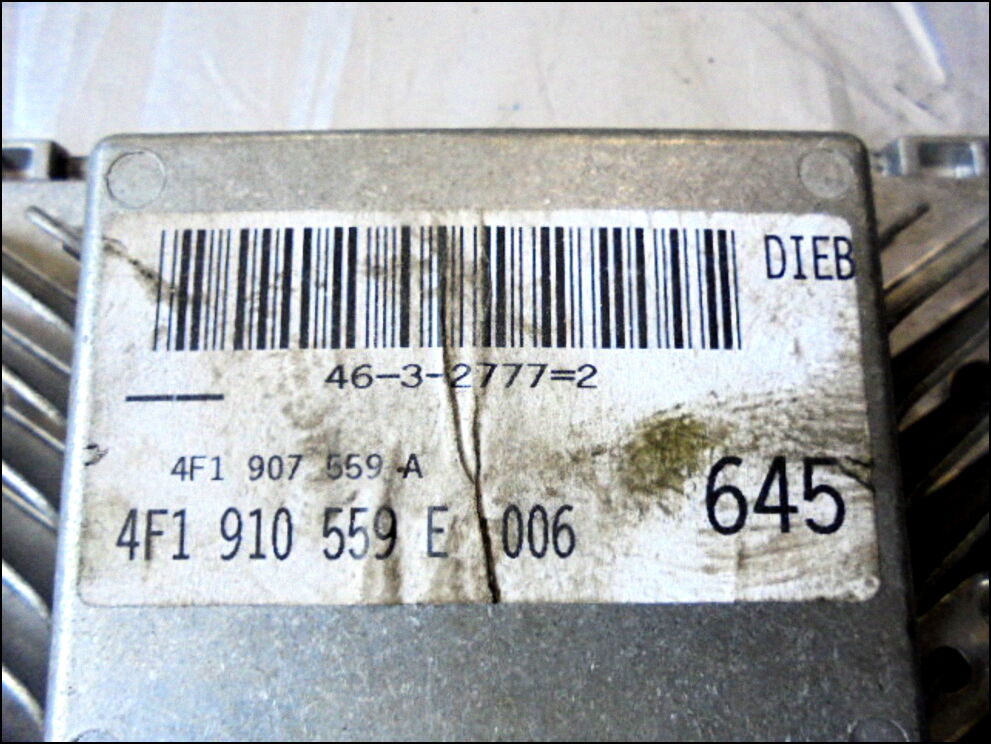 DIEB
46-3-2777=2
4F1 907 559 A
4F1 910 559 E 006
645